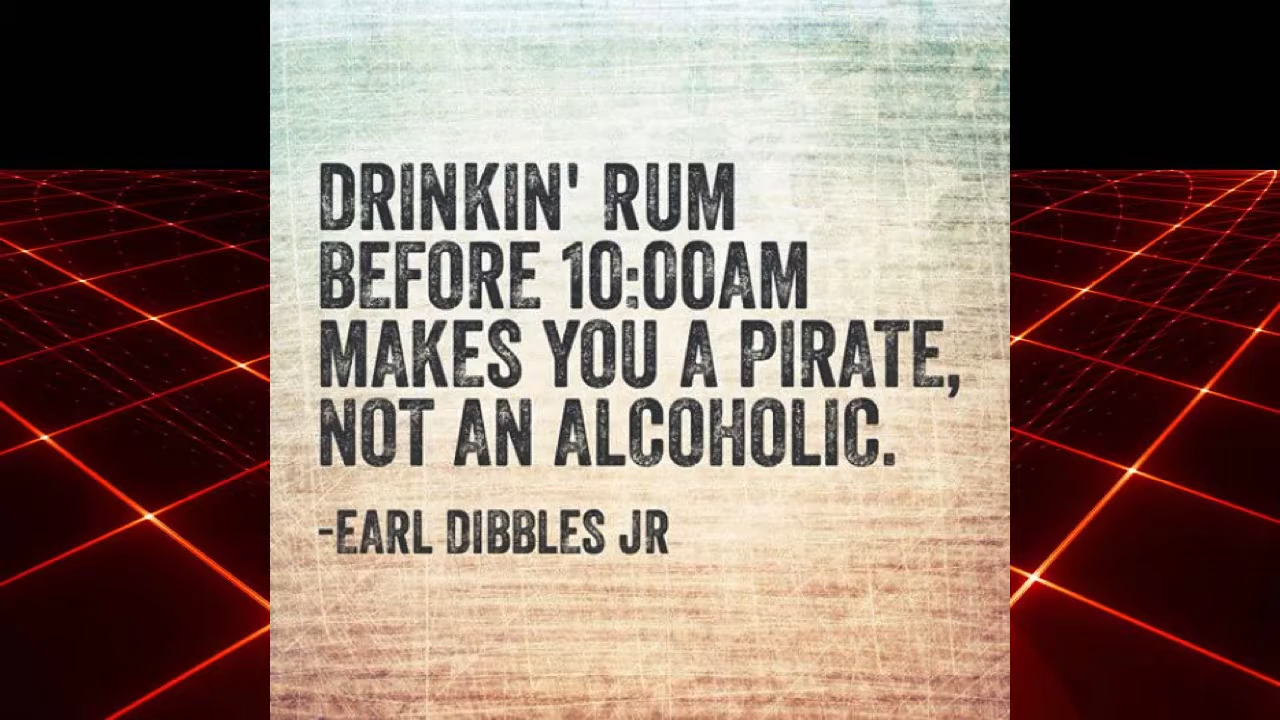 DRINKIN' RUM
BEFORE 10:00AM
MAKES YOU A PIRATE,
NOT AN ALCOHOLIC.
-EARL DIBBLES JR